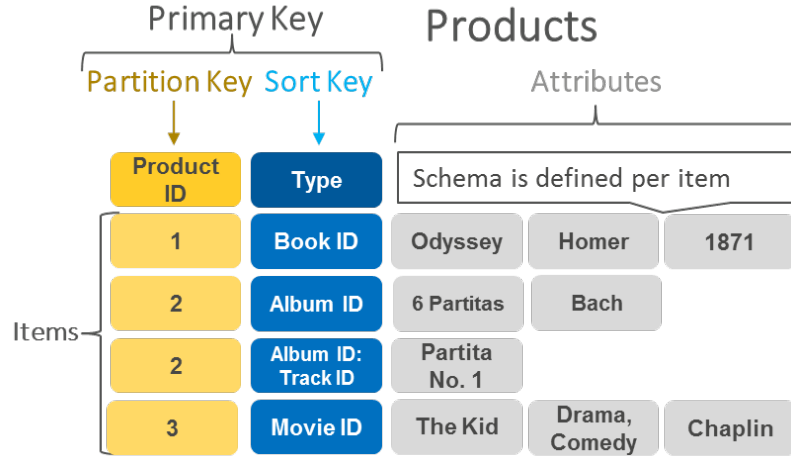 Primary Key
Products
Partition Key
Sort Key
Attributes
Product
ID
Type
Schema is defined per item
1
Book ID
Odyssey
Homer
1871
2
Album ID
6 Partitas
Bach
Items
2
Album ID:
Track ID
Partita
No. 1
3
Movie ID
The Kid
Drama,
Comedy
Chaplin